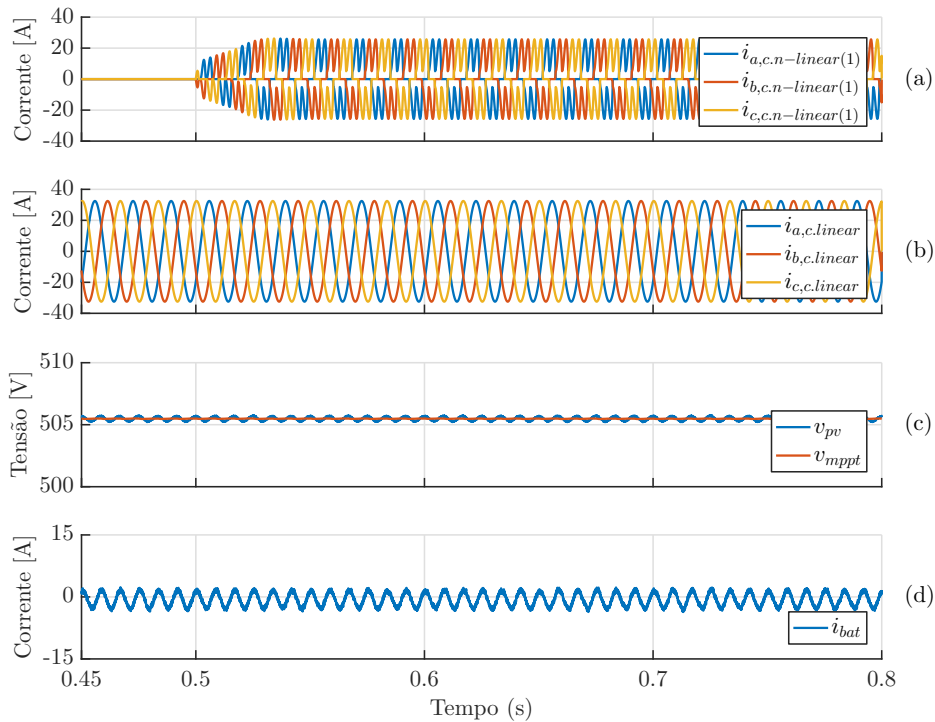 40
20
0
-20
-40
Corrente [A]
i_{a,c.n-linear(1)}
i_{b,c.n-linear(1)}
i_{c,c.n-linear(1)}
(a)
40
20
0
-20
-40
Corrente [A]
i_{a,c.linear}
i_{b,c.linear}
i_{c,c.linear}
(b)
510
505
500
Tensão [V]
v_{pv}
v_{mppt}
(c)
15
0
-15
Corrente [A]
i_{bat}
(d)
0.45 0.5 0.6 0.7 0.8
Tempo (s)